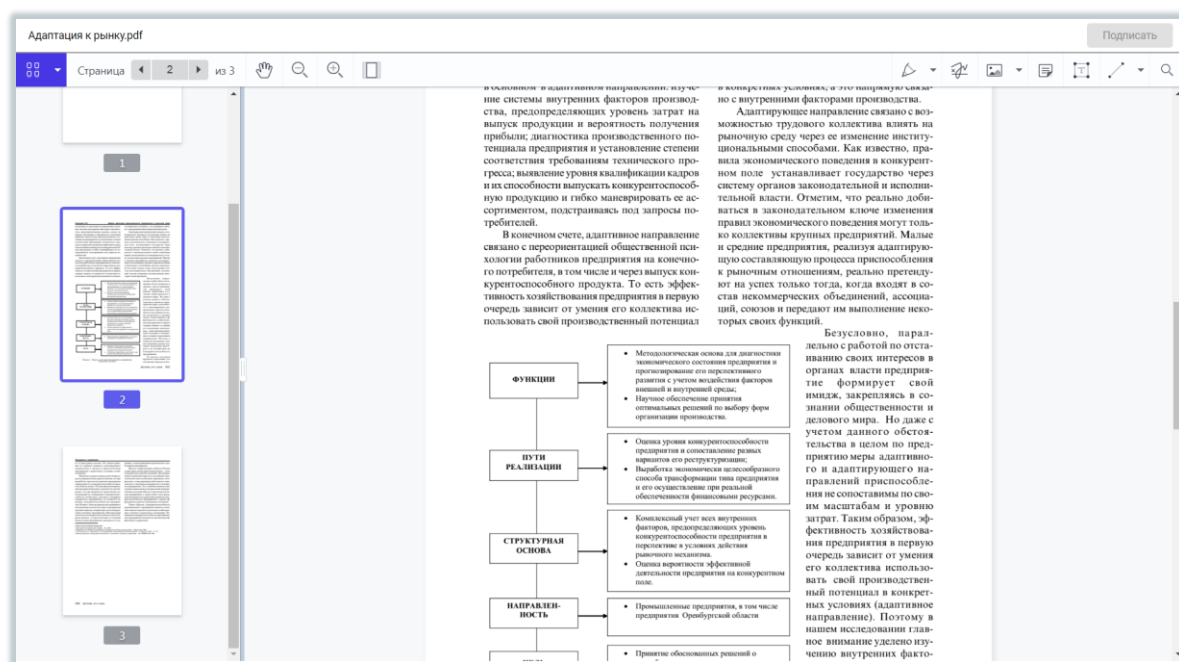 Адаптация к рынку.pdf
Подписать
Страница
2
из 3
1
2
3
в основном в адаптивном направлении: изуче-
ние системы внутренних факторов производ-
ства, предопределяющих уровень затрат на
выпуск продукции и вероятность получения
прибыли; диагностика производственного по-
тенциала предприятия и установление степени
соответствия требованиям технического про-
гресса; выявление уровня квалификации кадров
и их способности выпускать конкурентоспособ-
ную продукцию и гибко маневрировать ее ас-
сортиментом, подстраиваясь под запросы по-
требителей.
В конечном счете, адаптивное направление
связано с переориентацией общественной пси-
хологии работников предприятия на конечно-
го потребителя, в том числе и через выпуск кон-
курентоспособного продукта. То есть эффек-
тивность хозяйствования предприятия в первую
очередь зависит от умения его коллектива ис-
пользовать свой производственный потенциал
в конкретных условиях, а это напрямую связа-
но с внутренними факторами производства.
Адаптирующее направление связано с воз-
можностью трудового коллектива влиять на
рыночную среду через ее изменение институ-
циональными способами. Как известно, пра-
вила экономического поведения в конкурент-
ном поле устанавливает государство через
систему органов законодательной и исполни-
тельной власти. Отметим, что реально доби-
ваться в законодательном ключе изменения
правил экономического поведения могут толь-
ко коллективы крупных предприятий. Малые
и средние предприятия, реализуя адаптирую-
щую составляющую процесса приспособления
к рыночным отношениям, реально претенду-
ют на успех только тогда, когда входят в со-
став некоммерческих объединений, ассоциа-
ций, союзов и передают им выполнение неко-
торых своих функций.
Безусловно, парал-
лельно с работой по отста-
иванию своих интересов в
органах власти предприя-
тие формирует свой
имидж, закрепляясь в со-
знании общественности и
делового мира. Но даже с
учетом данного обстоя-
тельства в целом по пред-
приятию меры адаптивно-
го и адаптирующего на-
правлений приспособле-
ния не сопоставимы по сво-
им масштабам и уровню
затрат. Таким образом, эф-
фективность хозяйствова-
ния предприятия в первую
очередь зависит от умения
его коллектива использо-
вать свой производствен-
ный потенциал в конкрет-
ных условиях (адаптивное
направление). Поэтому в
нашем исследовании глав-
ное внимание уделено изу-
чению внутренних факто-
ФУНКЦИИ
• Методологическая основа для диагностики
экономического состояния предприятия и
прогнозирование его перспективного
развития с учетом воздействия факторов
внешней и внутренней среды;
• Научное обеспечение принятия
оптимальных решений по выбору форм
организации производства.
ПУТИ
РЕАЛИЗАЦИИ
• Оценка уровня конкурентоспособности
предприятия и сопоставление разных
вариантов его реструктуризации;
• Выработка экономически целесообразного
способа трансформации типа предприятия
и его осуществление при реальной
обеспеченности финансовыми ресурсами.
СТРУКТУРНАЯ
ОСНОВА
• Комплексный учет всех внутренних
факторов, предопределяющих уровень
конкурентоспособности предприятия в
перспективе в условиях действия
рыночного механизма.
• Оценка вероятности эффективной
деятельности предприятия на конкурентном
поле.
НАПРАВЛЕН-
НОСТЬ
• Промышленные предприятия, в том числе
предприятия Оренбургской области
• Принятие обоснованных решений о